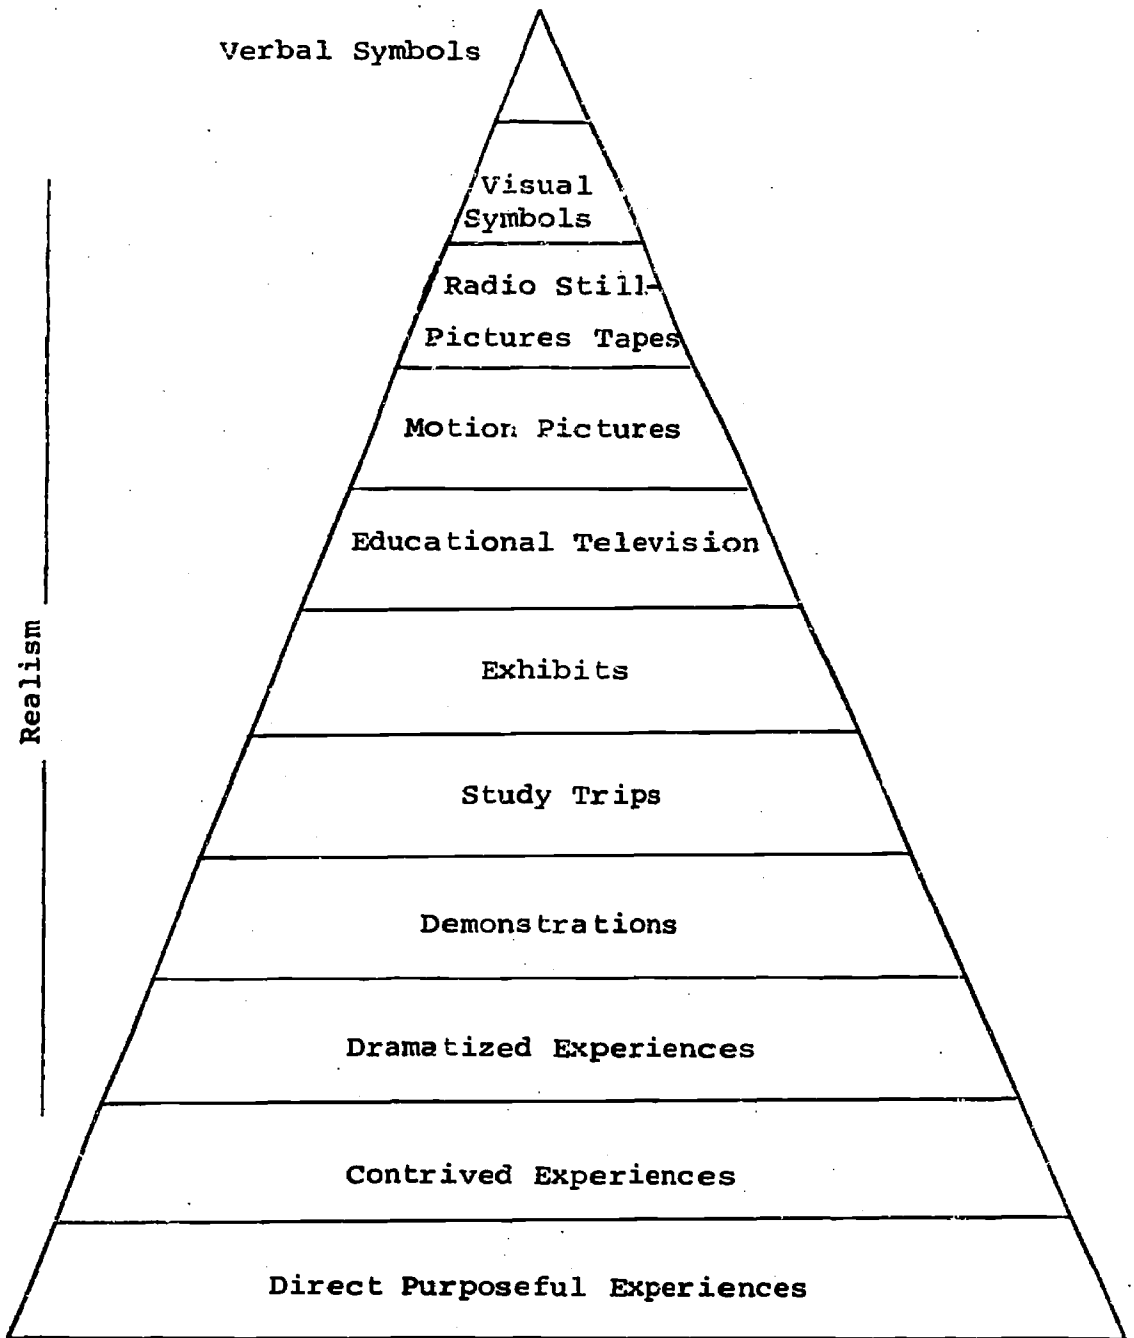 Verbal Symbols
Visual
Symbols
Radio Still-
Pictures Tapes
Motion Pictures
Educational Television
Exhibits
Realism
Study Trips
Demonstrations
Dramatized Experiences
Contrived Experiences
Direct Purposeful Experiences